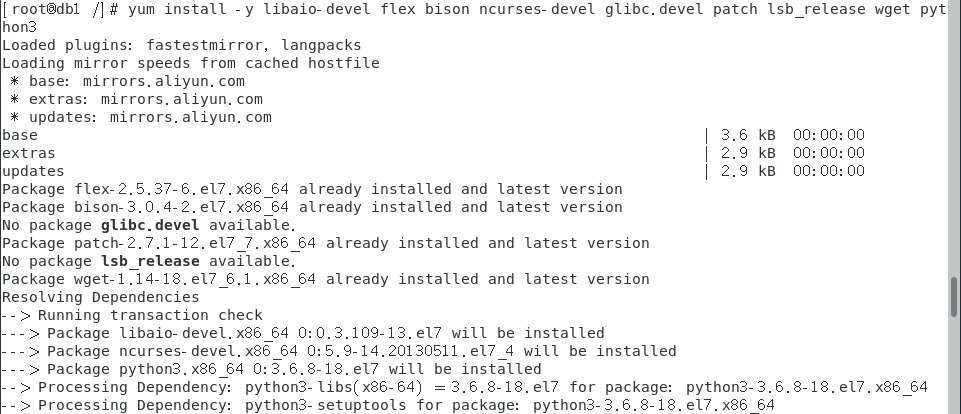 [root@db1 /]# yum install -y libaio-devel flex bison ncurses-devel glibc.devel patch lsb_release wget pyt
hon3
Loaded plugins: fastestmirror, langpacks
Loading mirror speeds from cached hostfile
 * base: mirrors.aliyun.com
 * extras: mirrors.aliyun.com
 * updates: mirrors.aliyun.com
base | 3.6 kB 00:00:00
extras | 2.9 kB 00:00:00
updates | 2.9 kB 00:00:00
Package flex-2.5.37-6.el7.x86_64 already installed and latest version
Package bison-3.0.4-2.el7.x86_64 already installed and latest version
No package glibc.devel available.
Package patch-2.7.1-12.el7_7.x86_64 already installed and latest version
No package lsb_release available.
Package wget-1.14-18.el7_6.1.x86_64 already installed and latest version
Resolving Dependencies
--> Running transaction check
---> Package libaio-devel.x86_64 0:0.3.109-13.el7 will be installed
---> Package ncurses-devel.x86_64 0:5.9-14.20130511.el7_4 will be installed
---> Package python3.x86_64 0:3.6.8-18.el7 will be installed
--> Processing Dependency: python3-libs(x86-64) = 3.6.8-18.el7 for package: python3-3.6.8-18.el7.x86_64
--> Processing Dependency: python3-setuptools for package: python3-3.6.8-18.el7.x86_64